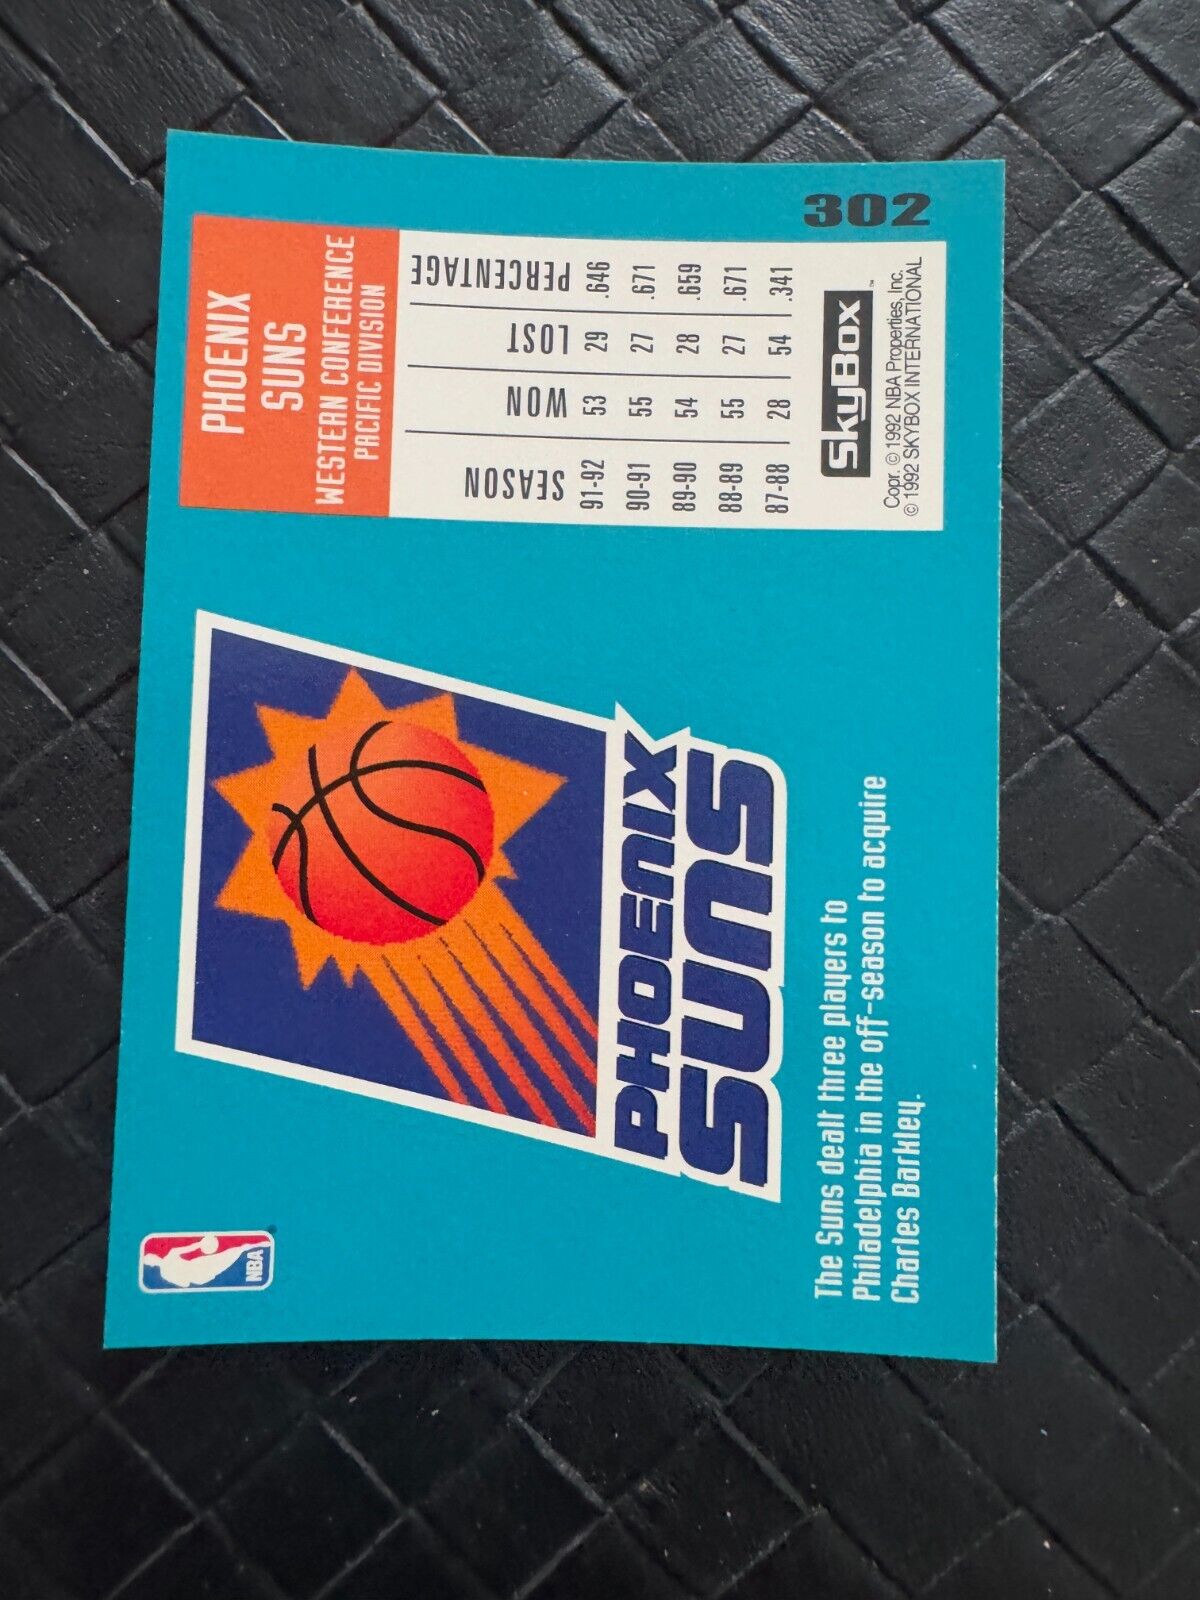 NBA
PHOENIX
SUNS
The Suns dealt three players to
Philadelphia in the off-season to acquire
Charles Barkley.
302
PHOENIX
SUNS
WESTERN CONFERENCE
PACIFIC DIVISION
SEASON WON LOST PERCENTAGE
91-92 53 29 .646
90-91 55 27 .671
89-90 54 28 .659
88-89 55 27 .671
87-88 28 54 .341
SkyBox™
Copr. © 1992 NBA Properties, Inc.
© 1992 SKYBOX INTERNATIONAL